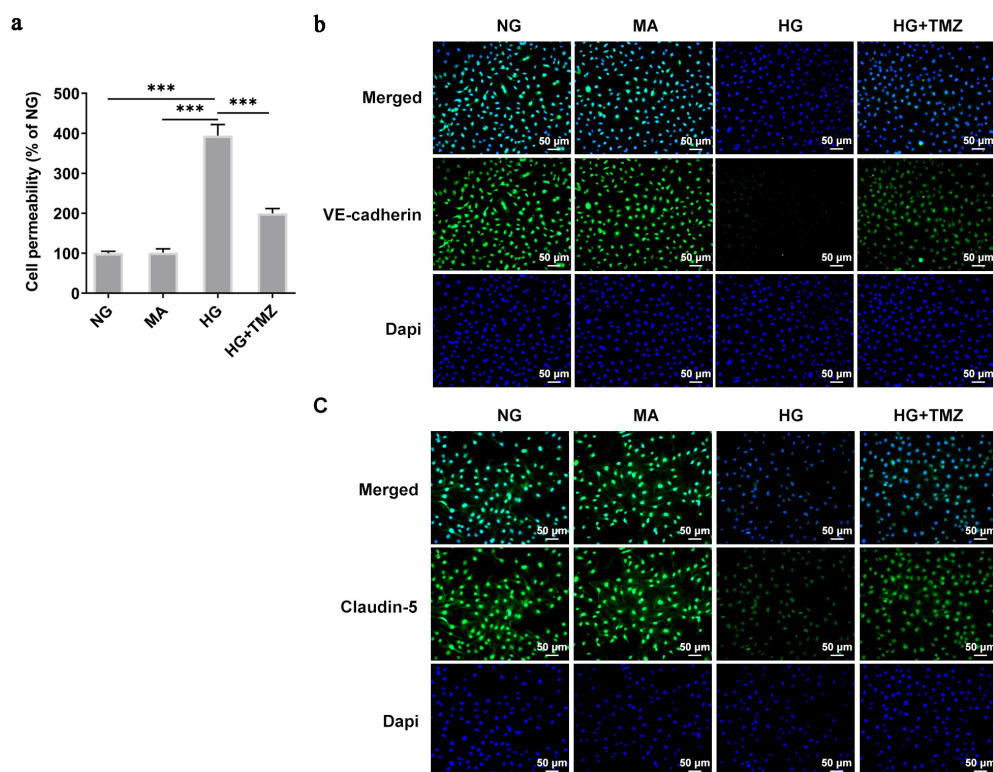 a
Cell permeability (% of NG)
500
400
300
200
100
0
***
*** ***
NG MA HG HG+TMZ
b
NG MA HG HG+TMZ
Merged
50 µm 50 µm 50 µm 50 µm
VE-cadherin
50 µm 50 µm 50 µm 50 µm
Dapi
50 µm 50 µm 50 µm 50 µm
C
NG MA HG HG+TMZ
Merged
50 µm 50 µm 50 µm 50 µm
Claudin-5
50 µm 50 µm 50 µm 50 µm
Dapi
50 µm 50 µm 50 µm 50 µm